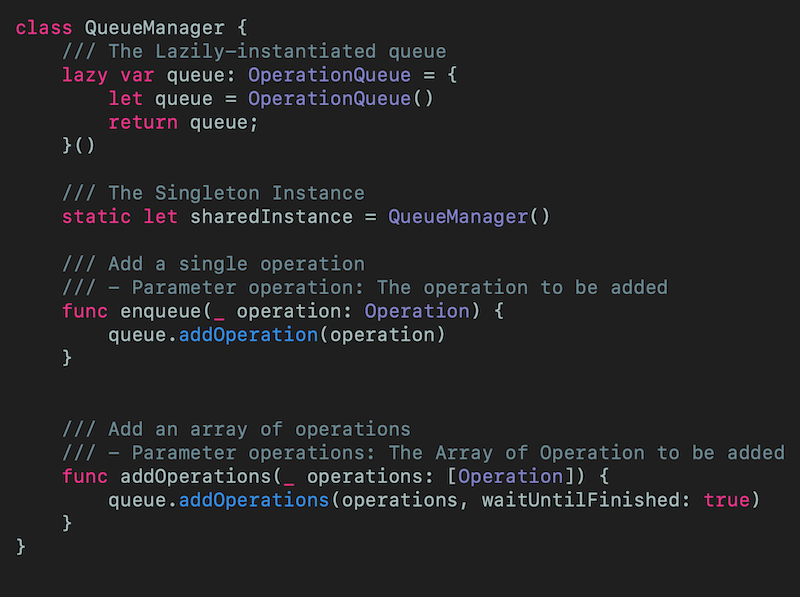 class QueueManager {
    /// The Lazily-instantiated queue
    lazy var queue: OperationQueue = {
        let queue = OperationQueue()
        return queue;
    }()
    /// The Singleton Instance
    static let sharedInstance = QueueManager()
    /// Add a single operation
    /// - Parameter operation: The operation to be added
    func enqueue(_ operation: Operation) {
        queue.addOperation(operation)
    }
    /// Add an array of operations
    /// - Parameter operations: The Array of Operation to be added
    func addOperations(_ operations: [Operation]) {
        queue.addOperations(operations, waitUntilFinished: true)
    }
}